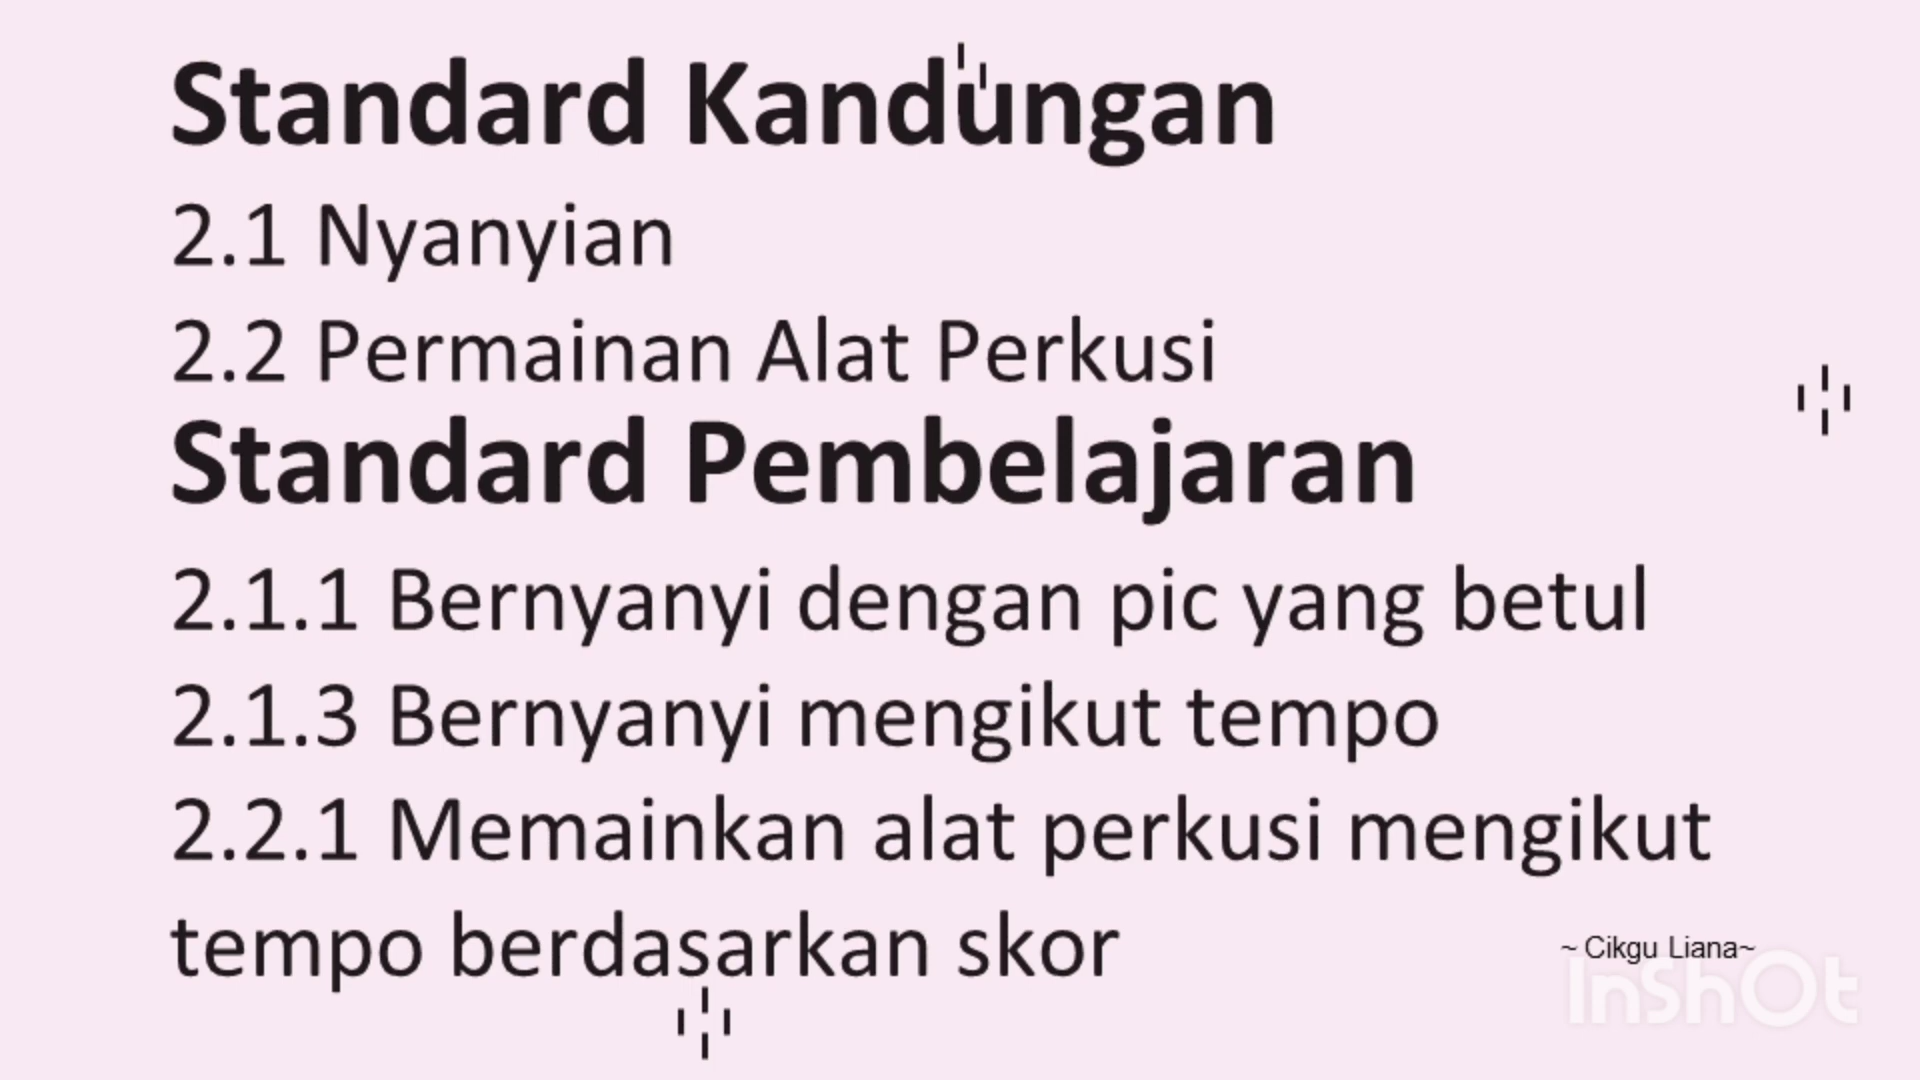 Standard Kandungan
2.1 Nyanyian
2.2 Permainan Alat Perkusi
Standard Pembelajaran
2.1.1 Bernyanyi dengan pic yang betul
2.1.3 Bernyanyi mengikut tempo
2.2.1 Memainkan alat perkusi mengikut
tempo berdasarkan skor
~ Cikgu Liana~
InShOt